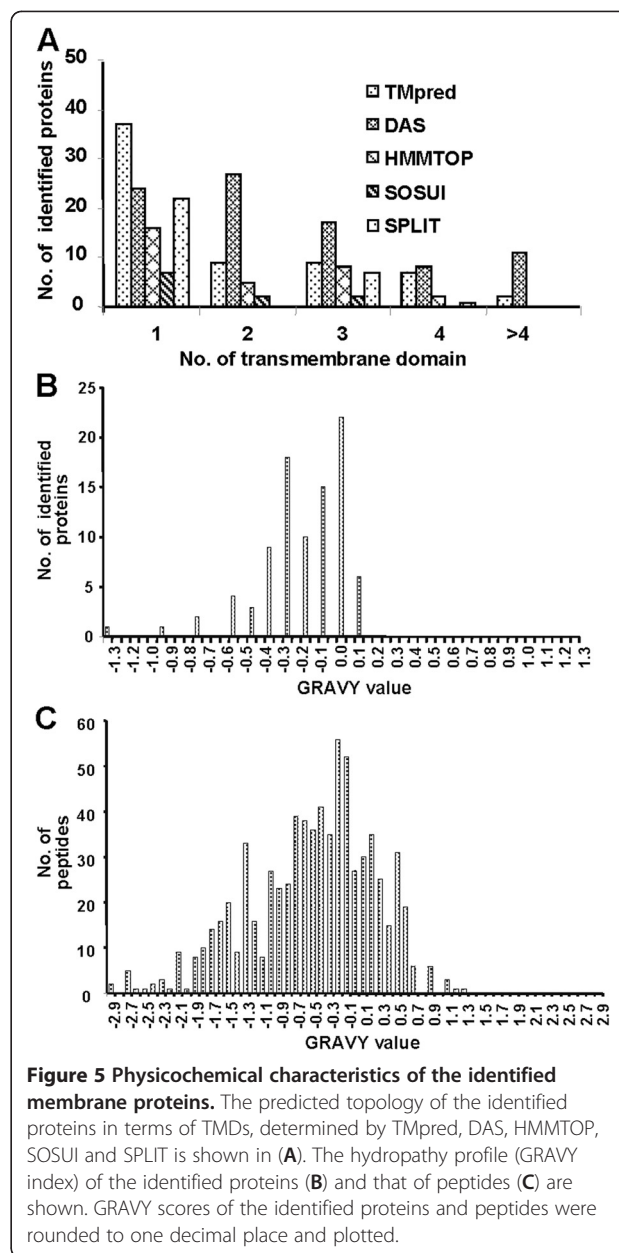 A
50
40
30
20
10
0
No. of identified proteins
TMpred
DAS
HMMTOP
SOSUI
SPLIT
1 2 3 4 >4
No. of transmembrane domain
B
25
20
15
10
5
0
No. of identified
proteins
-1.3 -1.2 -1.0 -0.9 -0.8 -0.7 -0.6 -0.5 -0.4 -0.3 -0.2 -0.1 0.0 0.1 0.2 0.3 0.4 0.5 0.6 0.7 0.8 0.9 1.0 1.1 1.2 1.3
GRAVY value
C
60
50
40
30
20
10
0
No. of
peptides
-2.9 -2.7 -2.5 -2.3 -2.1 -1.9 -1.7 -1.5 -1.3 -1.1 -0.9 -0.7 -0.5 -0.3 -0.1 0.1 0.3 0.5 0.7 0.9 1.1 1.3 1.5 1.7 1.9 2.1 2.3 2.5 2.7 2.9
GRAVY value
Figure 5 Physicochemical characteristics of the identified
membrane proteins. The predicted topology of the identified
proteins in terms of TMDs, determined by TMpred, DAS, HMMTOP,
SOSUI and SPLIT is shown in (A). The hydropathy profile (GRAVY
index) of the identified proteins (B) and that of peptides (C) are
shown. GRAVY scores of the identified proteins and peptides were
rounded to one decimal place and plotted.